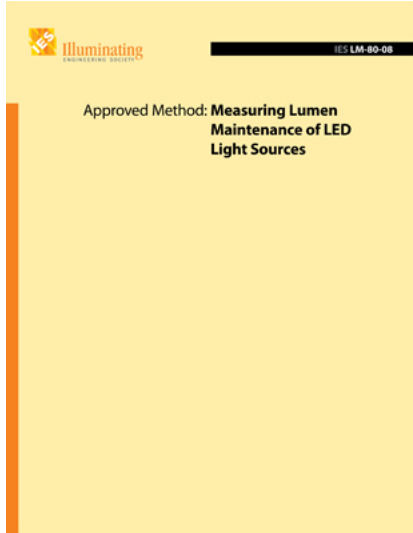 IES
Illuminating
ENGINEERING SOCIETY
IES LM-80-08
Approved Method: Measuring Lumen
Maintenance of LED
Light Sources